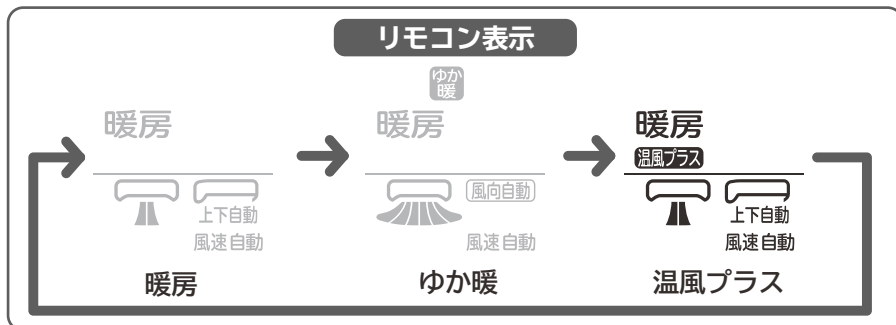 リモコン表示
ゆか
暖
暖房
暖房
暖房
温風プラス
上下自動
風向自動
上下自動
風速自動
風速自動
風速自動
暖房
ゆか暖
温風プラス